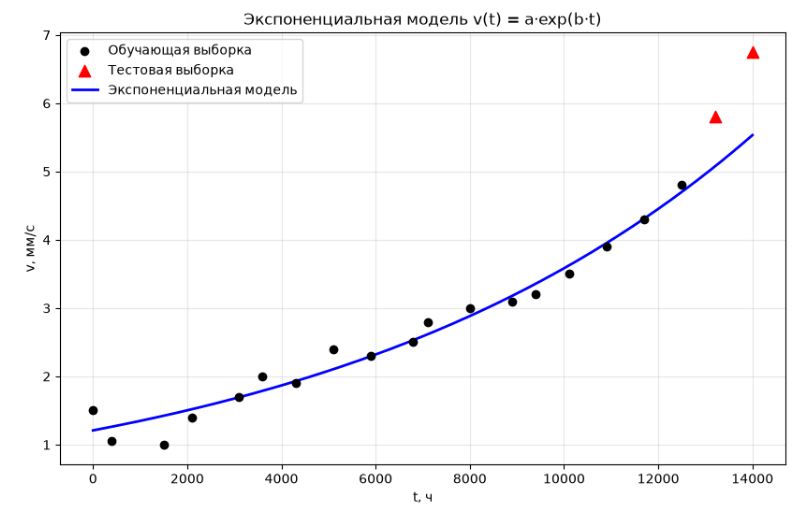 Экспоненциальная модель v(t) = a·exp(b·t)
Обучающая выборка
Тестовая выборка
Экспоненциальная модель
7
6
5
4
3
2
1
v, мм/с
0 2000 4000 6000 8000 10000 12000 14000
t, ч